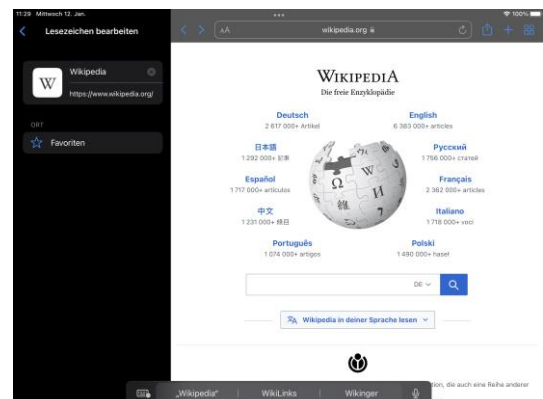 11:29 Mittwoch 12. Jan.
100%
Lesezeichen bearbeiten
AA
wikipedia.org
W
Wikipedia
https://www.wikipedia.org/
ORT
Favoriten
WIKIPEDIA
Die freie Enzyklopädie
Deutsch
2 617 000+ Artikel
English
6 383 000+ articles
日本語
1 292 000+ 記事
Русский
1 756 000+ статей
Español
1 717 000+ artículos
Français
2 362 000+ articles
中文
1 231 000+ 條目
Italiano
1 718 000+ voci
Português
1 074 000+ artigos
Polski
1 490 000+ haseł
Ω
W
И
維
7
DE
Wikipedia in deiner Sprache lesen
tion, die auch eine Reihe anderer
„Wikipedia“
WikiLinks
Wikinger